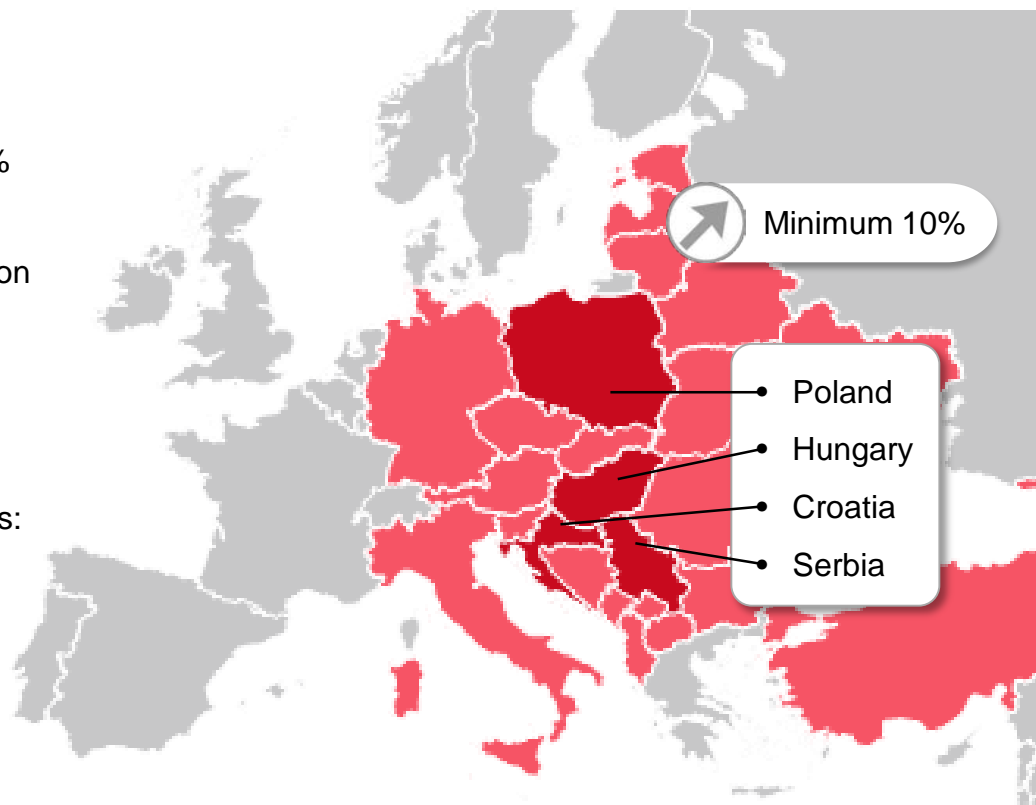 %
on
s:
Minimum 10%
Poland
Hungary
Croatia
Serbia